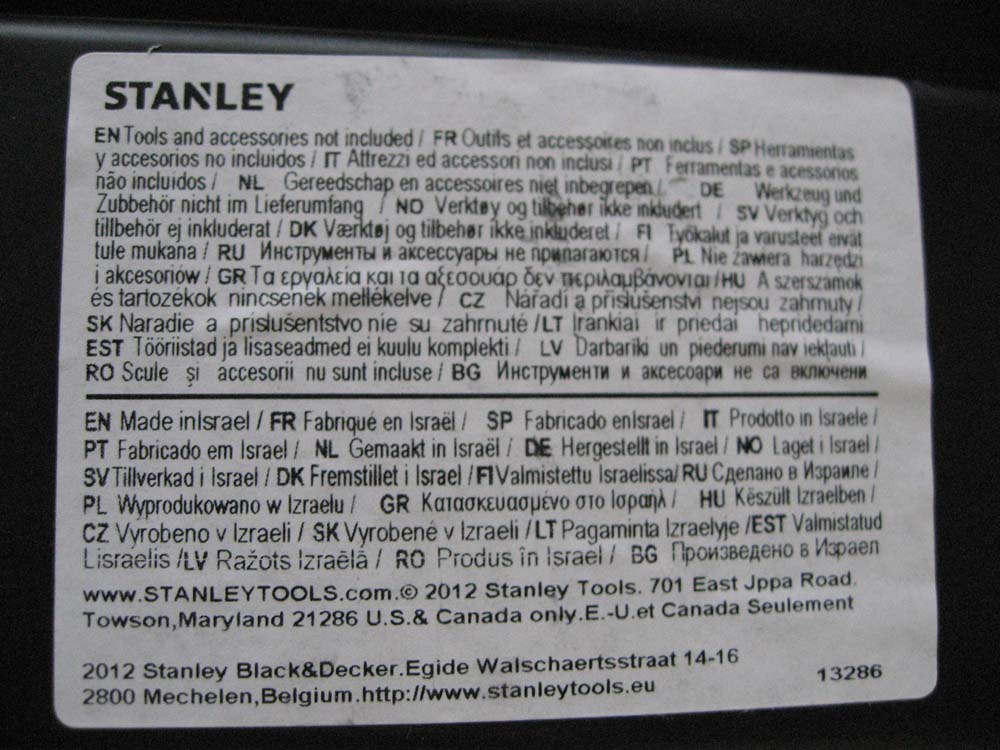 STANLEY
EN Tools and accessories not included / FR Outils et accessoires non inclus / SP Herramientas
y accesorios no incluidos / IT Attrezzi ed accessori non inclusi / PT Ferramentas e acessórios
não incluidos / NL Gereedschap en accessoires niet inbegrepen / DE Werkzeug und
Zubbehör nicht im Lieferumfang / NO Verktøy og tilbehør ikke inkludert / SV Verktyg och
tillbehör ej inkluderat / DK Værktøj og tilbehør ikke inkluderet / FI Työkalut ja varusteet eivät
tule mukana / RU Инструменты и аксессуары не прилагаются / PL Nie zawiera harzędzi
i akcesoriów / GR Τα εργαλεία και τα αξεσουάρ δεν περιλαμβάνονται /HU A szerszámok
és tartozékok nincsenek mellékelve / CZ Nářadi a přislušenstvi nejsou zahrnuty /
SK Naradie a príslušentstvo nie su zahrnuté /LT Įrankiai ir priedai hepridedami
EST Tööriistad ja lisaseadmed ei kuulu komplekti / LV Darbariki un piederumi nav iekļauti /
RO Scule și accesorii nu sunt incluse / BG Инструменти и аксесоари не са включени
EN Made inIsrael / FR Fabriqué en Israël / SP Fabricado enIsrael / IT Prodotto in Israele /
PT Fabricado em Israel / NL Gemaakt in Israël / DE Hergestellt in Israel / NO Laget i Israel /
SV Tillverkad i Israel / DK Fremstillet i Israel /FI Valmistettu Israelissa/ RU Сделано в Израиле /
PL Wyprodukowano w Izraelu / GR Κατασκευασμένο στο Ισραήλ / HU Készült Izraelben /
CZ Vyrobeno v Izraeli / SK Vyrobené v Izraeli /LT Pagaminta Izraelyje /EST Valmistatud
Lisraelis /LV Ražots Izraēlā / RO Produs în Israel / BG Произведено в Израел
www.STANLEYTOOLS.com.© 2012 Stanley Tools. 701 East Jppa Road.
Towson,Maryland 21286 U.S.& Canada only.E.-U.et Canada Seulement
2012 Stanley Black&Decker.Egide Walschaertsstraat 14-16
2800 Mechelen,Belgium.http://www.stanleytools.eu
13286